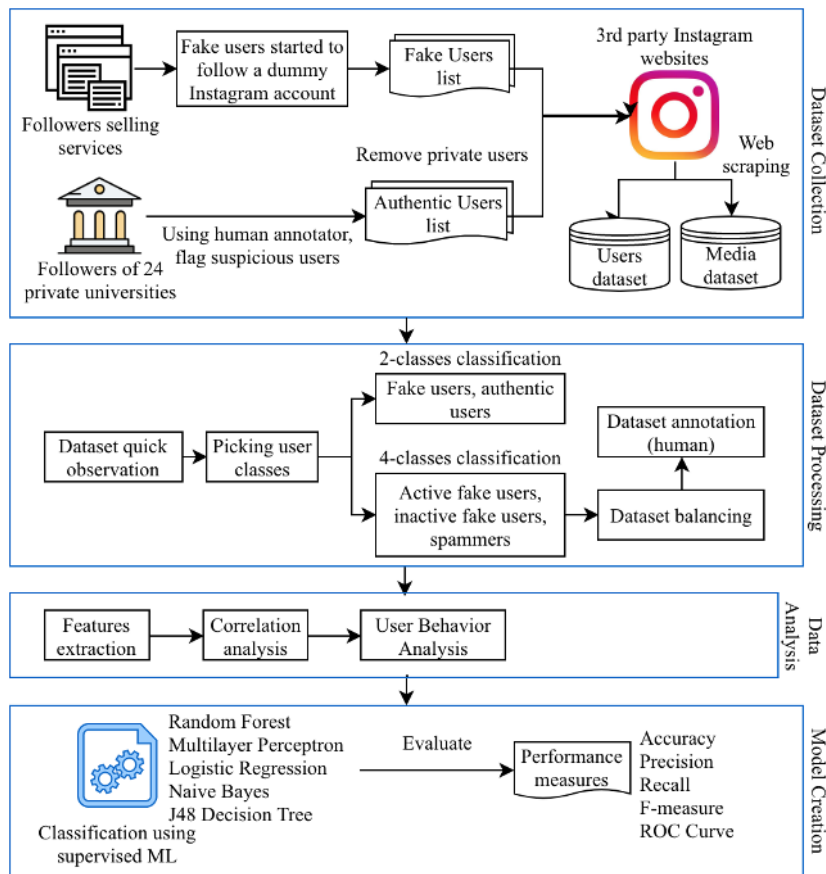 Followers selling
services
Fake users started to
follow a dummy
Instagram account
Fake Users
list
3rd party Instagram
websites
Remove private users
Web
scraping
Followers of 24
private universities
Using human annotator,
flag suspicious users
Authentic Users
list
Users
dataset
Media
dataset
Dataset Collection
Dataset quick
observation
Picking user
classes
2-classes classification
Fake users, authentic
users
4-classes classification
Active fake users,
inactive fake users,
spammers
Dataset balancing
Dataset annotation
(human)
Dataset Processing
Features
extraction
Correlation
analysis
User Behavior
Analysis
Data
Analysis
Classification using
supervised ML
Random Forest
Multilayer Perceptron
Logistic Regression
Naive Bayes
J48 Decision Tree
Evaluate
Performance
measures
Accuracy
Precision
Recall
F-measure
ROC Curve
Model Creation